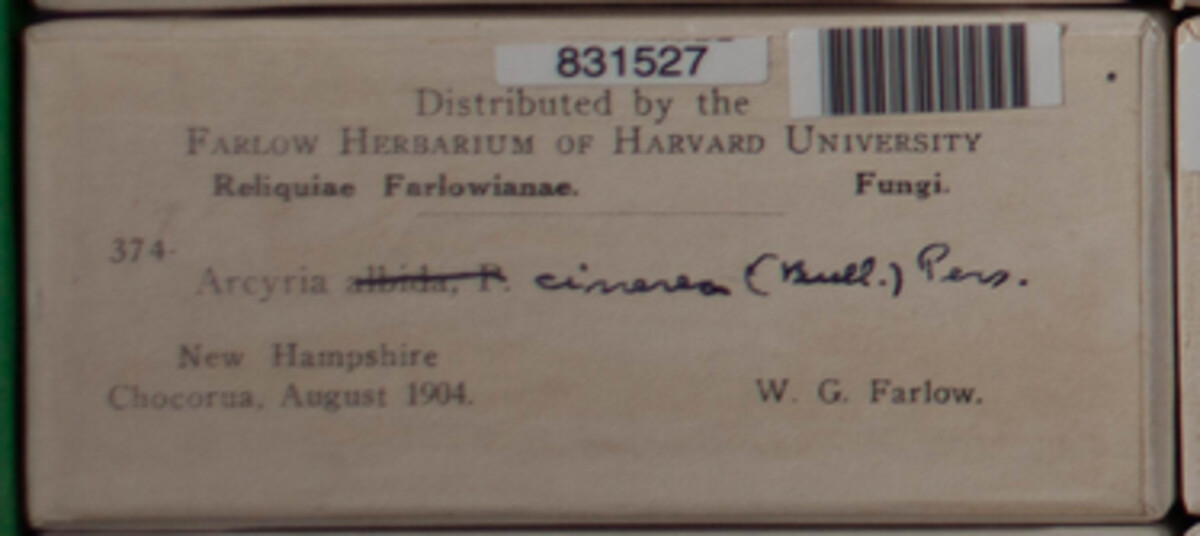 831527
Distributed by the
FARLOW HERBARIUM OF HARVARD UNIVERSITY
Reliquiae Farlowianae. Fungi.
374-
Arcyria albida, P. cinerea (Bull.) Pers.
New Hampshire
Chocorua, August 1904. W. G. Farlow.